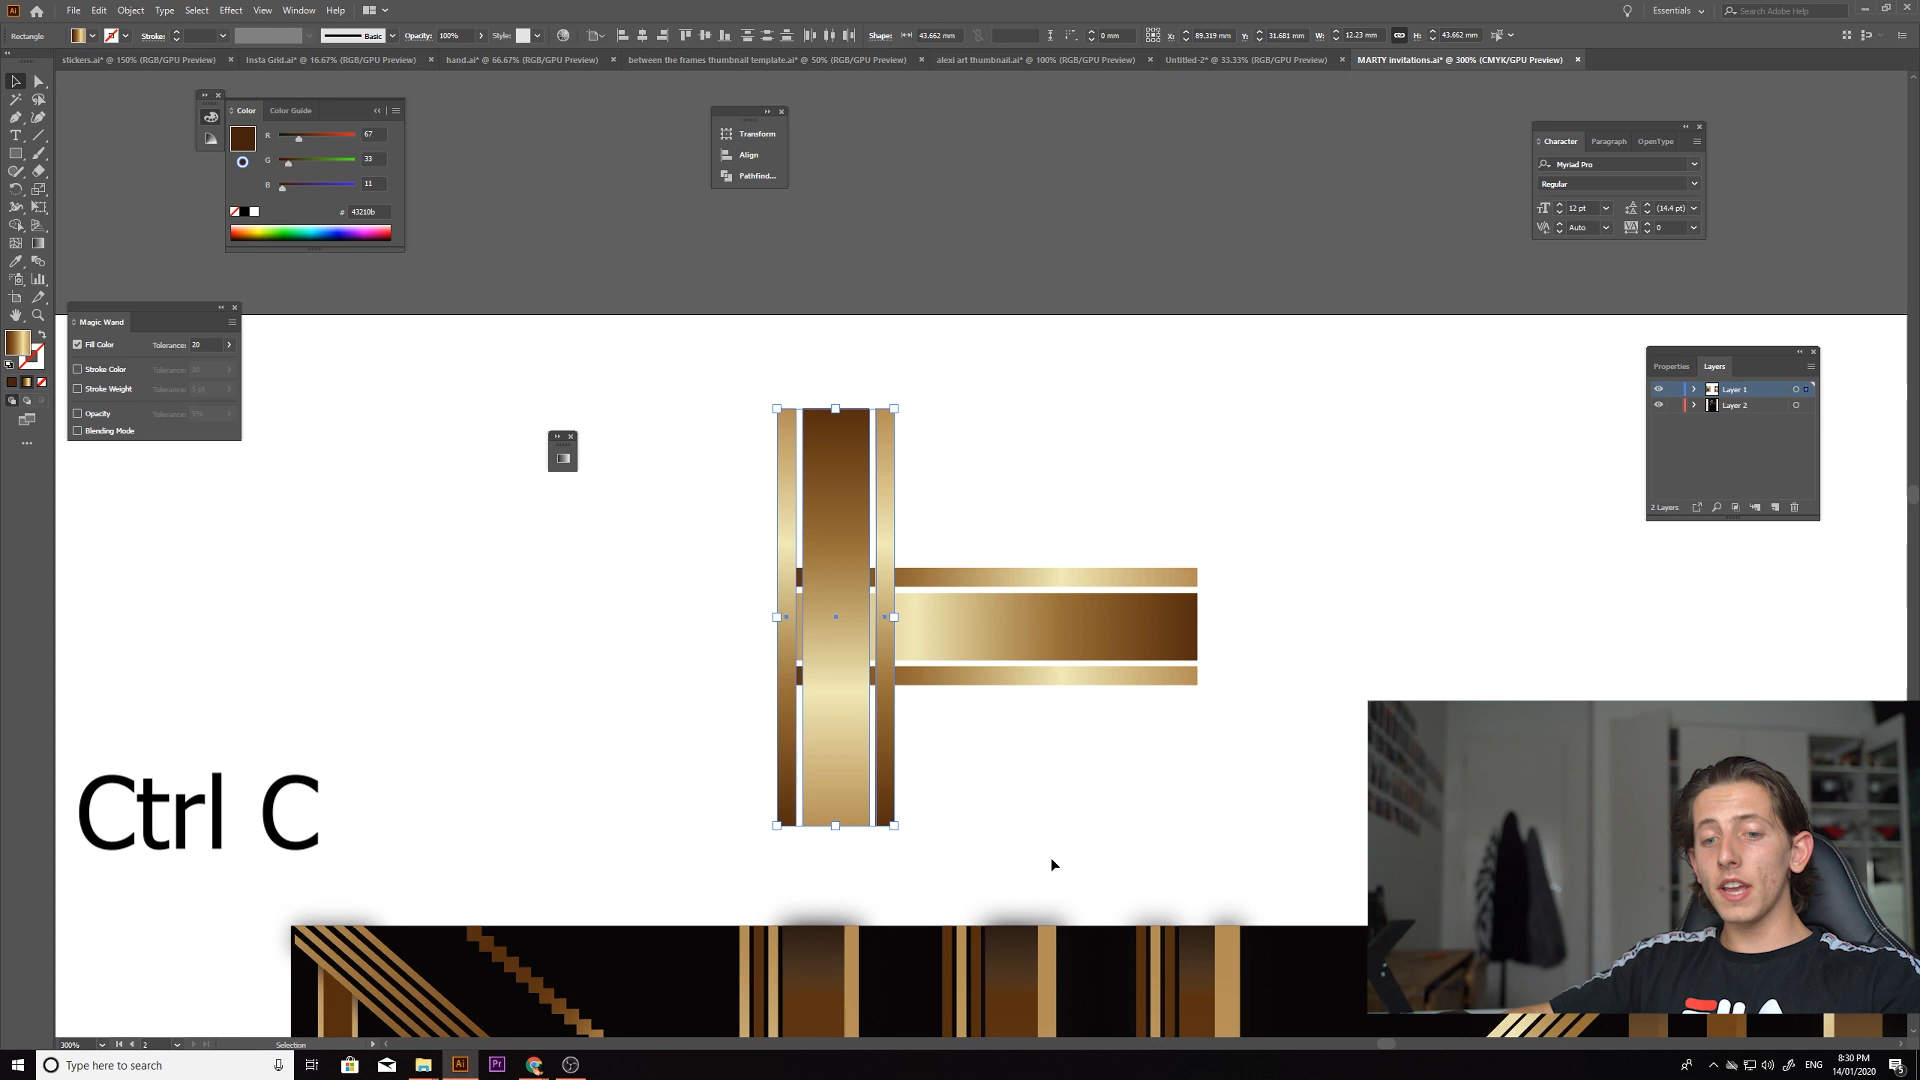 Ai File Edit Object Type Select Effect View Window Help Essentials Search Adobe Help
Rectangle Stroke: Basic Opacity: 100% Style: Shape: 43.662 mm 0 mm X: 89.319 mm Y: 31.681 mm W: 12.23 mm H: 43.662 mm
stickers.ai* @ 150% (RGB/GPU Preview) Insta Grid.ai* @ 16.67% (RGB/GPU Preview) hand.ai* @ 66.67% (RGB/GPU Preview) between the frames thumbnail template.ai* @ 50% (RGB/GPU Preview) alexi art thumbnail.ai* @ 100% (RGB/GPU Preview) Untitled-2* @ 33.33% (RGB/GPU Preview) MARTY invitations.ai* @ 300% (CMYK/GPU Preview)
Color Color Guide
R 67
G 33
B 11
# 43210b
Transform
Align
Pathfind...
Character Paragraph OpenType
Myriad Pro
Regular
12 pt (14.4 pt)
Auto 0
Magic Wand
Fill Color Tolerance: 20
Stroke Color Tolerance: 20
Stroke Weight Tolerance: 5 pt
Opacity Tolerance: 5%
Blending Mode
Properties Layers
Layer 1
Layer 2
2 Layers
Ctrl C
FILA
300% 2 Selection
Type here to search
Ai Pr
ENG
8:30 PM
14/01/2020
5